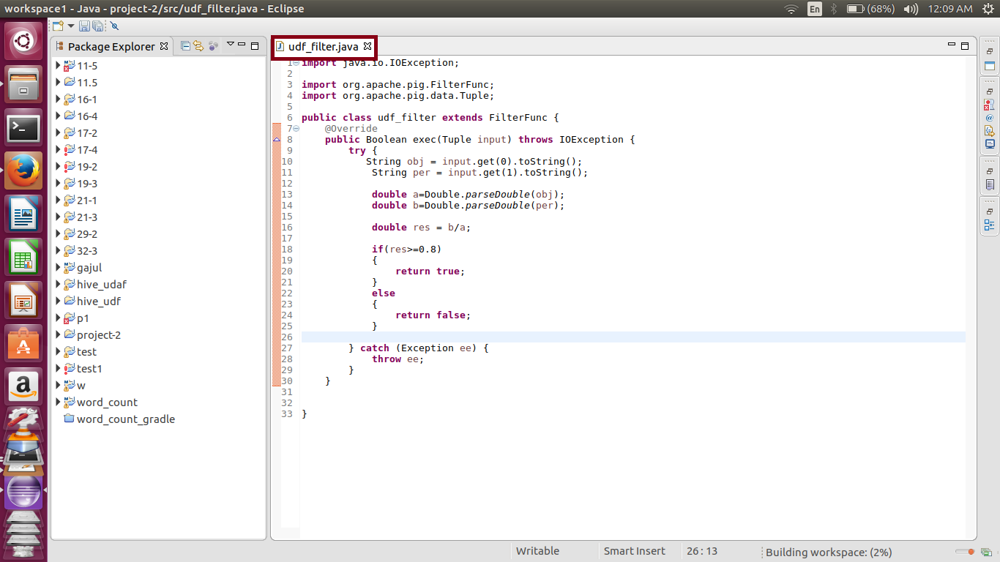 workspace1 - Java - project-2/src/udf_filter.java - Eclipse
En
(68%)
12:09 AM
Package Explorer
11-5
11.5
16-1
16-4
17-2
17-4
19-2
19-3
21-1
21-3
29-2
32-3
gajul
hive_udaf
hive_udf
p1
project-2
test
test1
w
word_count
word_count_gradle
udf_filter.java
1 import java.io.IOException;
2
3 import org.apache.pig.FilterFunc;
4 import org.apache.pig.data.Tuple;
5
6 public class udf_filter extends FilterFunc {
7 @Override
8 public Boolean exec(Tuple input) throws IOException {
9 try {
10 String obj = input.get(0).toString();
11 String per = input.get(1).toString();
12
13 double a=Double.parseDouble(obj);
14 double b=Double.parseDouble(per);
15
16 double res = b/a;
17
18 if(res>=0.8)
19 {
20 return true;
21 }
22 else
23 {
24 return false;
25 }
26
27 } catch (Exception ee) {
28 throw ee;
29 }
30 }
31
32
33 }
Writable
Smart Insert
26 : 13
Building workspace: (2%)